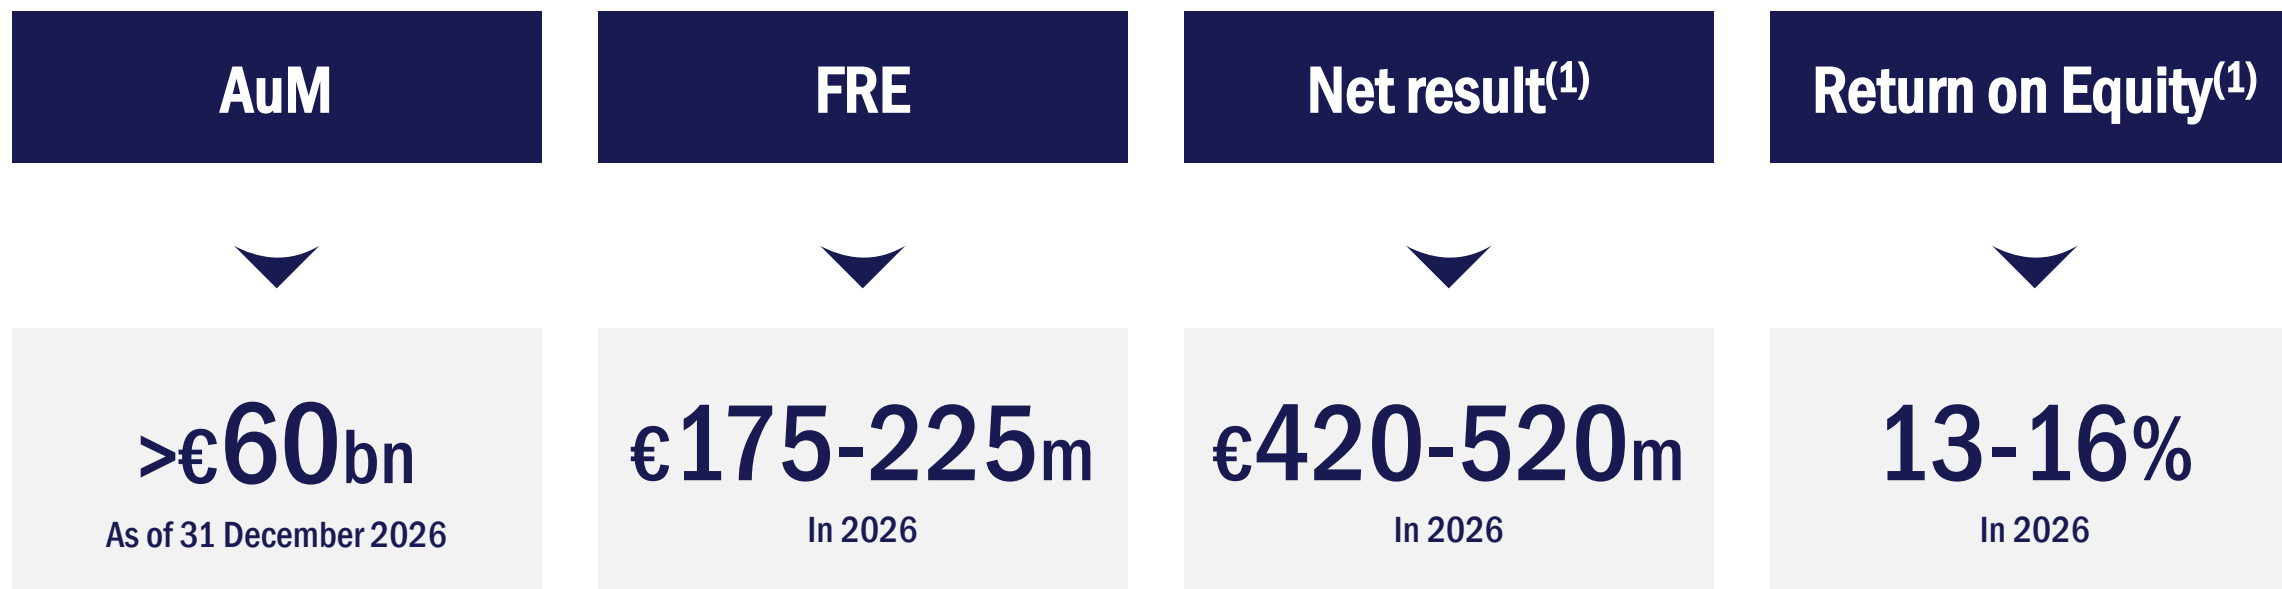 AuM
FRE
Net result(1)
Return on Equity(1)
>€60bn
As of 31 December 2026
€175-225m
In 2026
€420-520m
In 2026
13-16%
In 2026